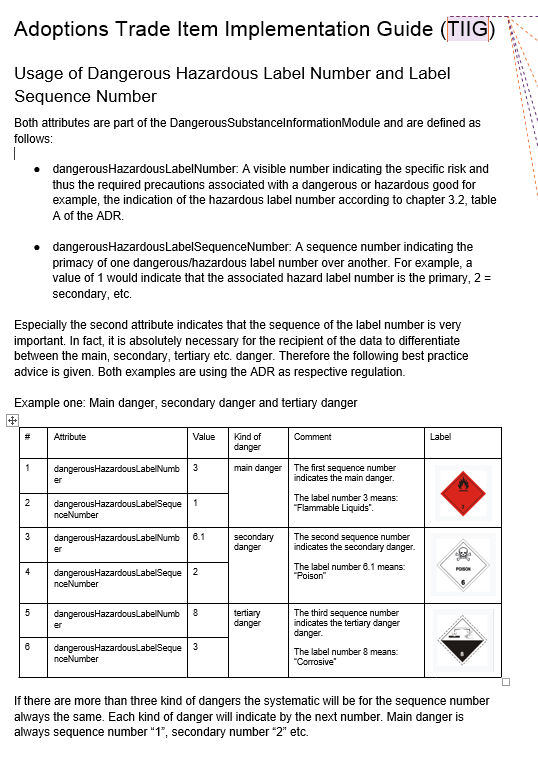 Adoptions Trade Item Implementation Guide (TIIG)
Usage of Dangerous Hazardous Label Number and Label
Sequence Number
Both attributes are part of the DangerousSubstanceInformationModule and are defined as
follows:
• dangerousHazardousLabelNumber: A visible number indicating the specific risk and
thus the required precautions associated with a dangerous or hazardous good for
example, the indication of the hazardous label number according to chapter 3.2, table
A of the ADR.
• dangerousHazardousLabelSequenceNumber: A sequence number indicating the
primacy of one dangerous/hazardous label number over another. For example, a
value of 1 would indicate that the associated hazard label number is the primary, 2 =
secondary, etc.
Especially the second attribute indicates that the sequence of the label number is very
important. In fact, it is absolutely necessary for the recipient of the data to differentiate
between the main, secondary, tertiary etc. danger. Therefore the following best practice
advice is given. Both examples are using the ADR as respective regulation.
Example one: Main danger, secondary danger and tertiary danger
# Attribute Value Kind of Comment Label
danger
1 dangerousHazardousLabelNumb 3 main danger The first sequence number
er indicates the main danger.
The label number 3 means:
2 dangerousHazardousLabelSeque 1 "Flammable Liquids".
nceNumber
3
3 dangerousHazardousLabelNumb 6.1 secondary The second sequence number
er danger indicates the secondary danger.
The label number 6.1 means:
4 dangerousHazardousLabelSeque 2 "Poison"
nceNumber
POISON
6
5 dangerousHazardousLabelNumb 8 tertiary The third sequence number
er danger indicates the tertiary danger
danger.
6 dangerousHazardousLabelSeque 3 The label number 8 means:
nceNumber "Corrosive"
8
If there are more than three kind of dangers the systematic will be for the sequence number
always the same. Each kind of danger will indicate by the next number. Main danger is
always sequence number “1”, secondary number “2” etc.